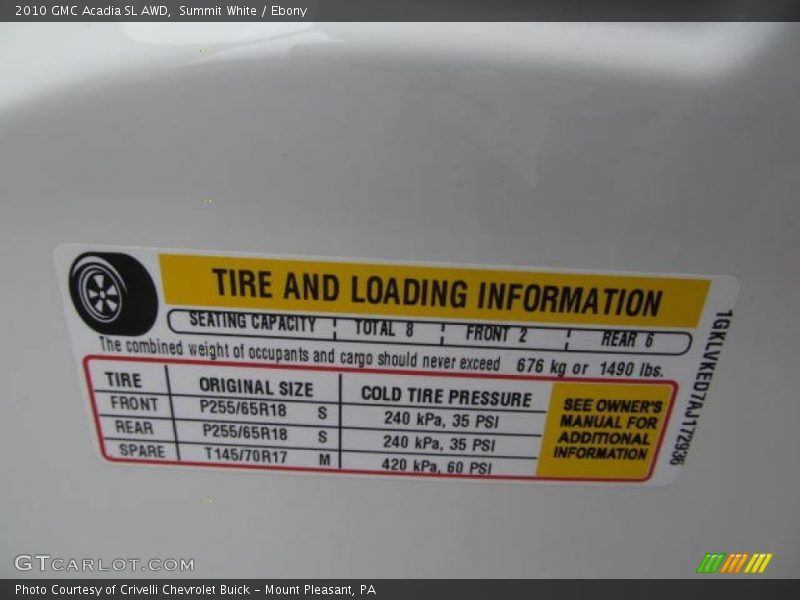 2010 GMC Acadia SL AWD, Summit White / Ebony
TIRE AND LOADING INFORMATION
SEATING CAPACITY TOTAL 8 FRONT 2 REAR 6
The combined weight of occupants and cargo should never exceed 676 kg or 1490 lbs.
TIRE ORIGINAL SIZE COLD TIRE PRESSURE
FRONT P255/65R18 S 240 kPa, 35 PSI
REAR P255/65R18 S 240 kPa, 35 PSI
SPARE T145/70R17 M 420 kPa, 60 PSI
SEE OWNER'S
MANUAL FOR
ADDITIONAL
INFORMATION
1GKLVKED7AJ172936
GTCARLOT.COM
Photo Courtesy of Crivelli Chevrolet Buick - Mount Pleasant, PA